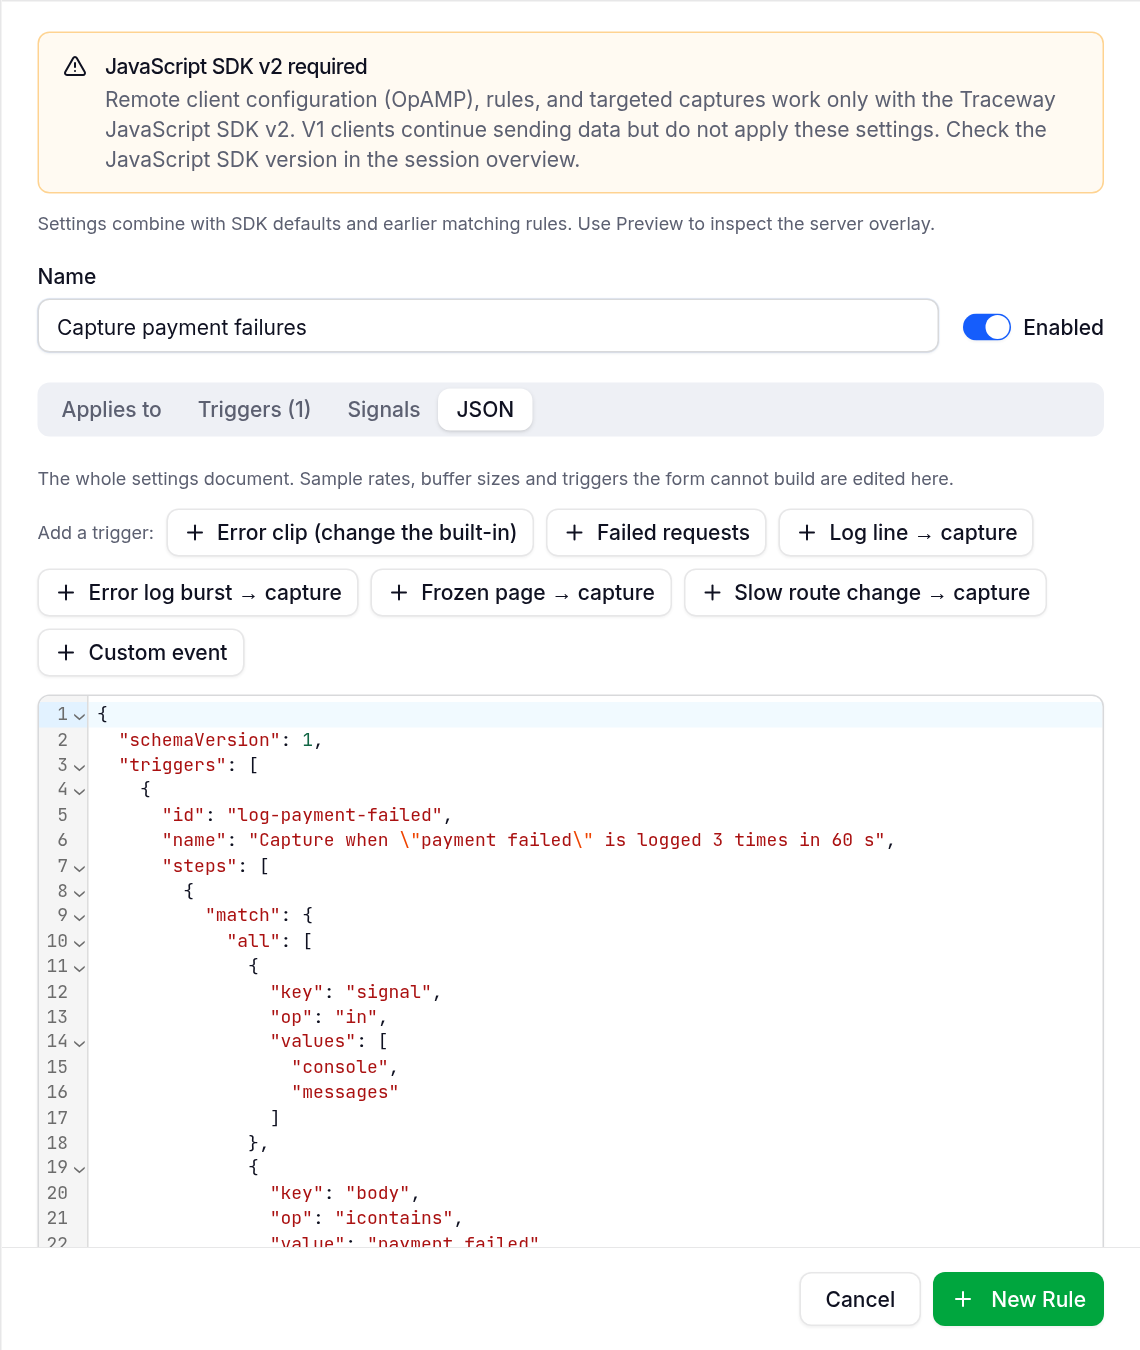 JavaScript SDK v2 required
Remote client configuration (OpAMP), rules, and targeted captures work only with the Traceway
JavaScript SDK v2. V1 clients continue sending data but do not apply these settings. Check the
JavaScript SDK version in the session overview.
Settings combine with SDK defaults and earlier matching rules. Use Preview to inspect the server overlay.
Name
Capture payment failures
Enabled
Applies to Triggers (1) Signals JSON
The whole settings document. Sample rates, buffer sizes and triggers the form cannot build are edited here.
Add a trigger: + Error clip (change the built-in) + Failed requests + Log line → capture
+ Error log burst → capture + Frozen page → capture + Slow route change → capture
+ Custom event
1 {
2   "schemaVersion": 1,
3   "triggers": [
4     {
5       "id": "log-payment-failed",
6       "name": "Capture when \"payment failed\" is logged 3 times in 60 s",
7       "steps": [
8         {
9           "match": {
10             "all": [
11               {
12                 "key": "signal",
13                 "op": "in",
14                 "values": [
15                   "console",
16                   "messages"
17                 ]
18               },
19               {
20                 "key": "body",
21                 "op": "icontains",
22                 "value": "payment failed"
Cancel + New Rule